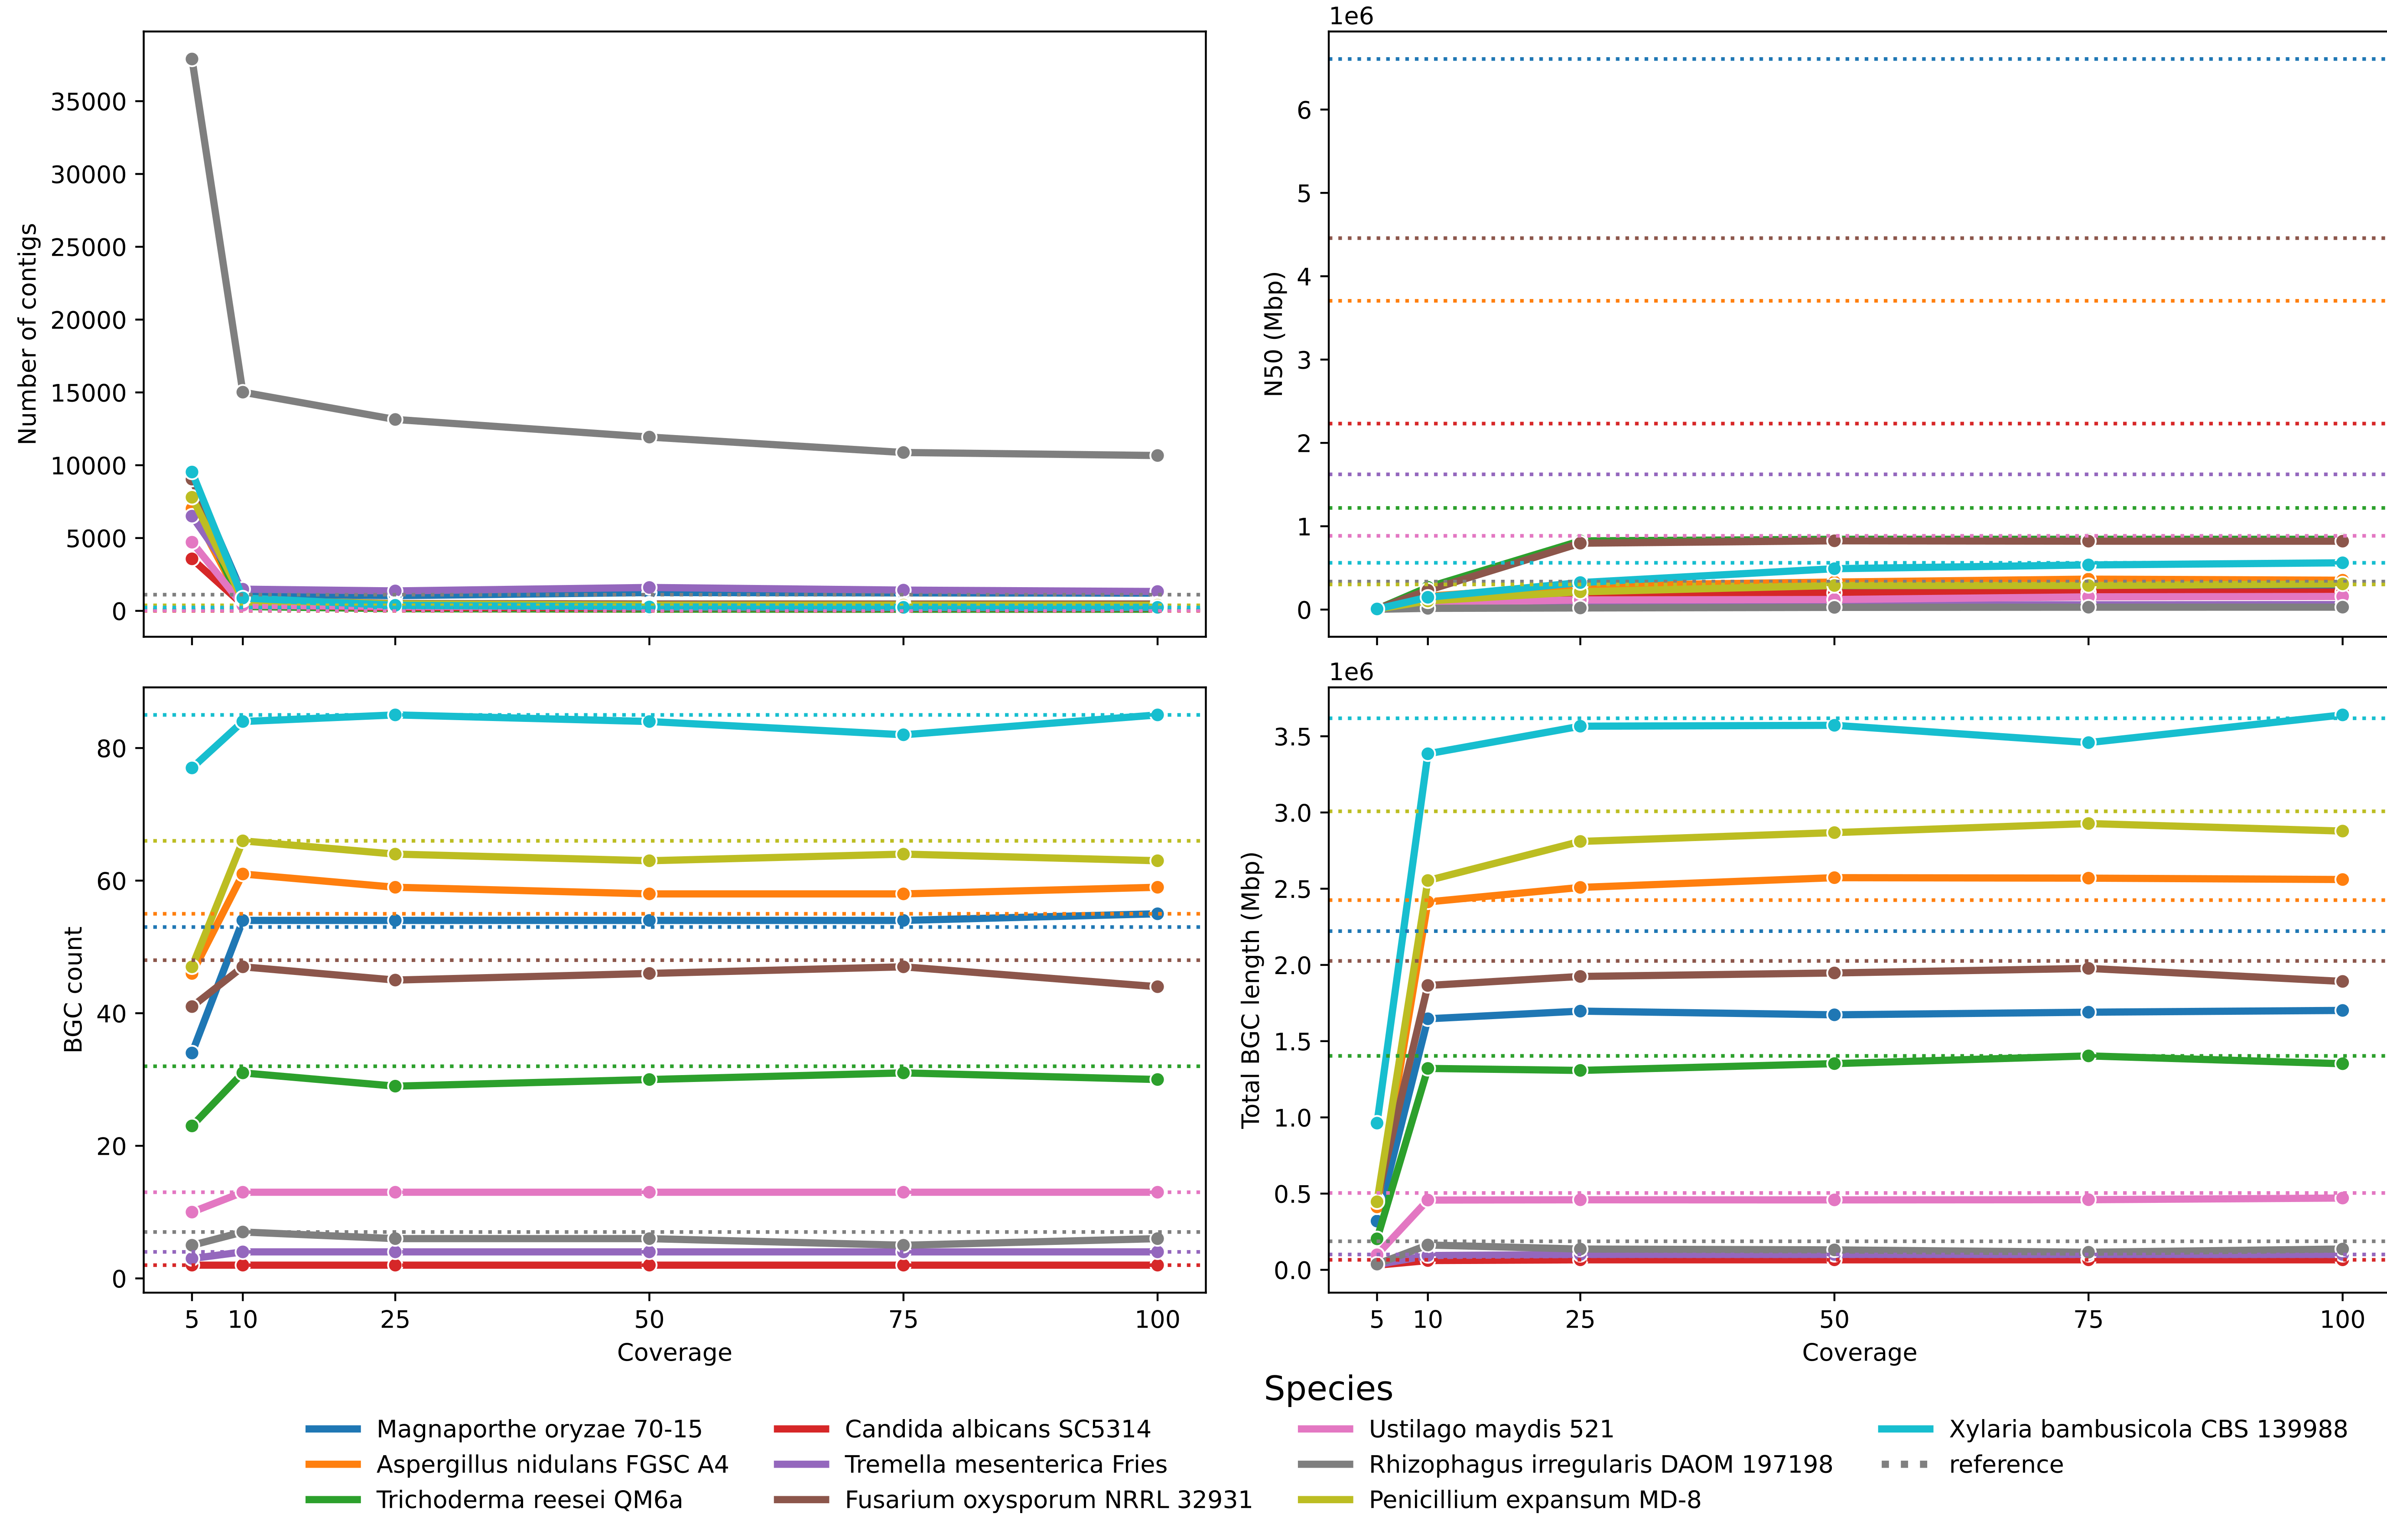 1e6
35000
30000
25000
20000
15000
10000
5000
0
Number of contigs
6
5
4
3
2
1
0
N50 (Mbp)
1e6
80
60
40
20
0
BGC count
5 10 25 50 75 100
Coverage
3.5
3.0
2.5
2.0
1.5
1.0
0.5
0.0
Total BGC length (Mbp)
5 10 25 50 75 100
Coverage
Species
Magnaporthe oryzae 70-15
Aspergillus nidulans FGSC A4
Trichoderma reesei QM6a
Candida albicans SC5314
Tremella mesenterica Fries
Fusarium oxysporum NRRL 32931
Ustilago maydis 521
Rhizophagus irregularis DAOM 197198
Penicillium expansum MD-8
Xylaria bambusicola CBS 139988
reference